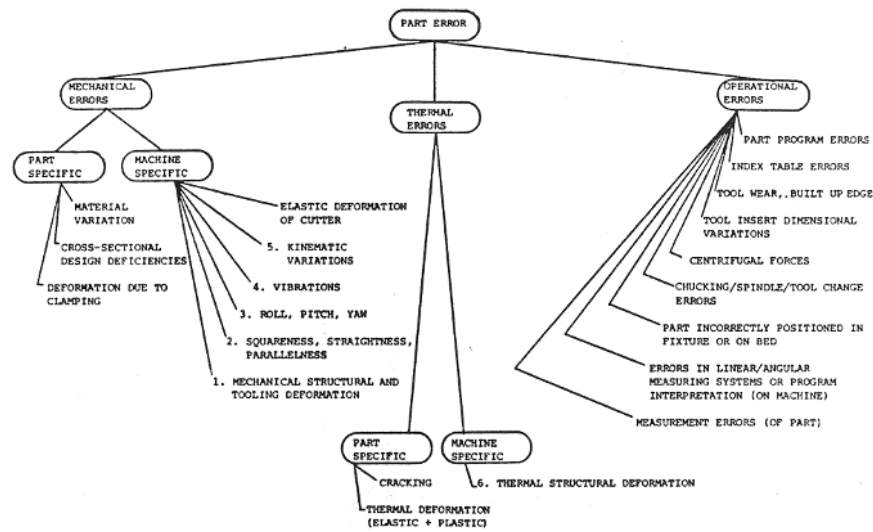 PART ERROR
MECHANICAL
ERRORS
THERMAL
ERRORS
OPERATIONAL
ERRORS
PART
SPECIFIC
MACHINE
SPECIFIC
MATERIAL
VARIATION
CROSS-SECTIONAL
DESIGN DEFICIENCIES
DEFORMATION DUE TO
CLAMPING
ELASTIC DEFORMATION
OF CUTTER
5. KINEMATIC
VARIATIONS
4. VIBRATIONS
3. ROLL, PITCH, YAW
2. SQUARENESS, STRAIGHTNESS,
PARALLELNESS
1. MECHANICAL STRUCTURAL AND
TOOLING DEFORMATION
PART
SPECIFIC
MACHINE
SPECIFIC
CRACKING
THERMAL DEFORMATION
(ELASTIC + PLASTIC)
6. THERMAL STRUCTURAL DEFORMATION
PART PROGRAM ERRORS
INDEX TABLE ERRORS
TOOL WEAR,.BUILT UP EDGE
TOOL INSERT DIMENSIONAL
VARIATIONS
CENTRIFUGAL FORCES
CHUCKING/SPINDLE/TOOL CHANGE
ERRORS
PART INCORRECTLY POSITIONED IN
FIXTURE OR ON BED
ERRORS IN LINEAR/ANGULAR
MEASURING SYSTEMS OR PROGRAM
INTERPRETATION (ON MACHINE)
MEASUREMENT ERRORS (OF PART)